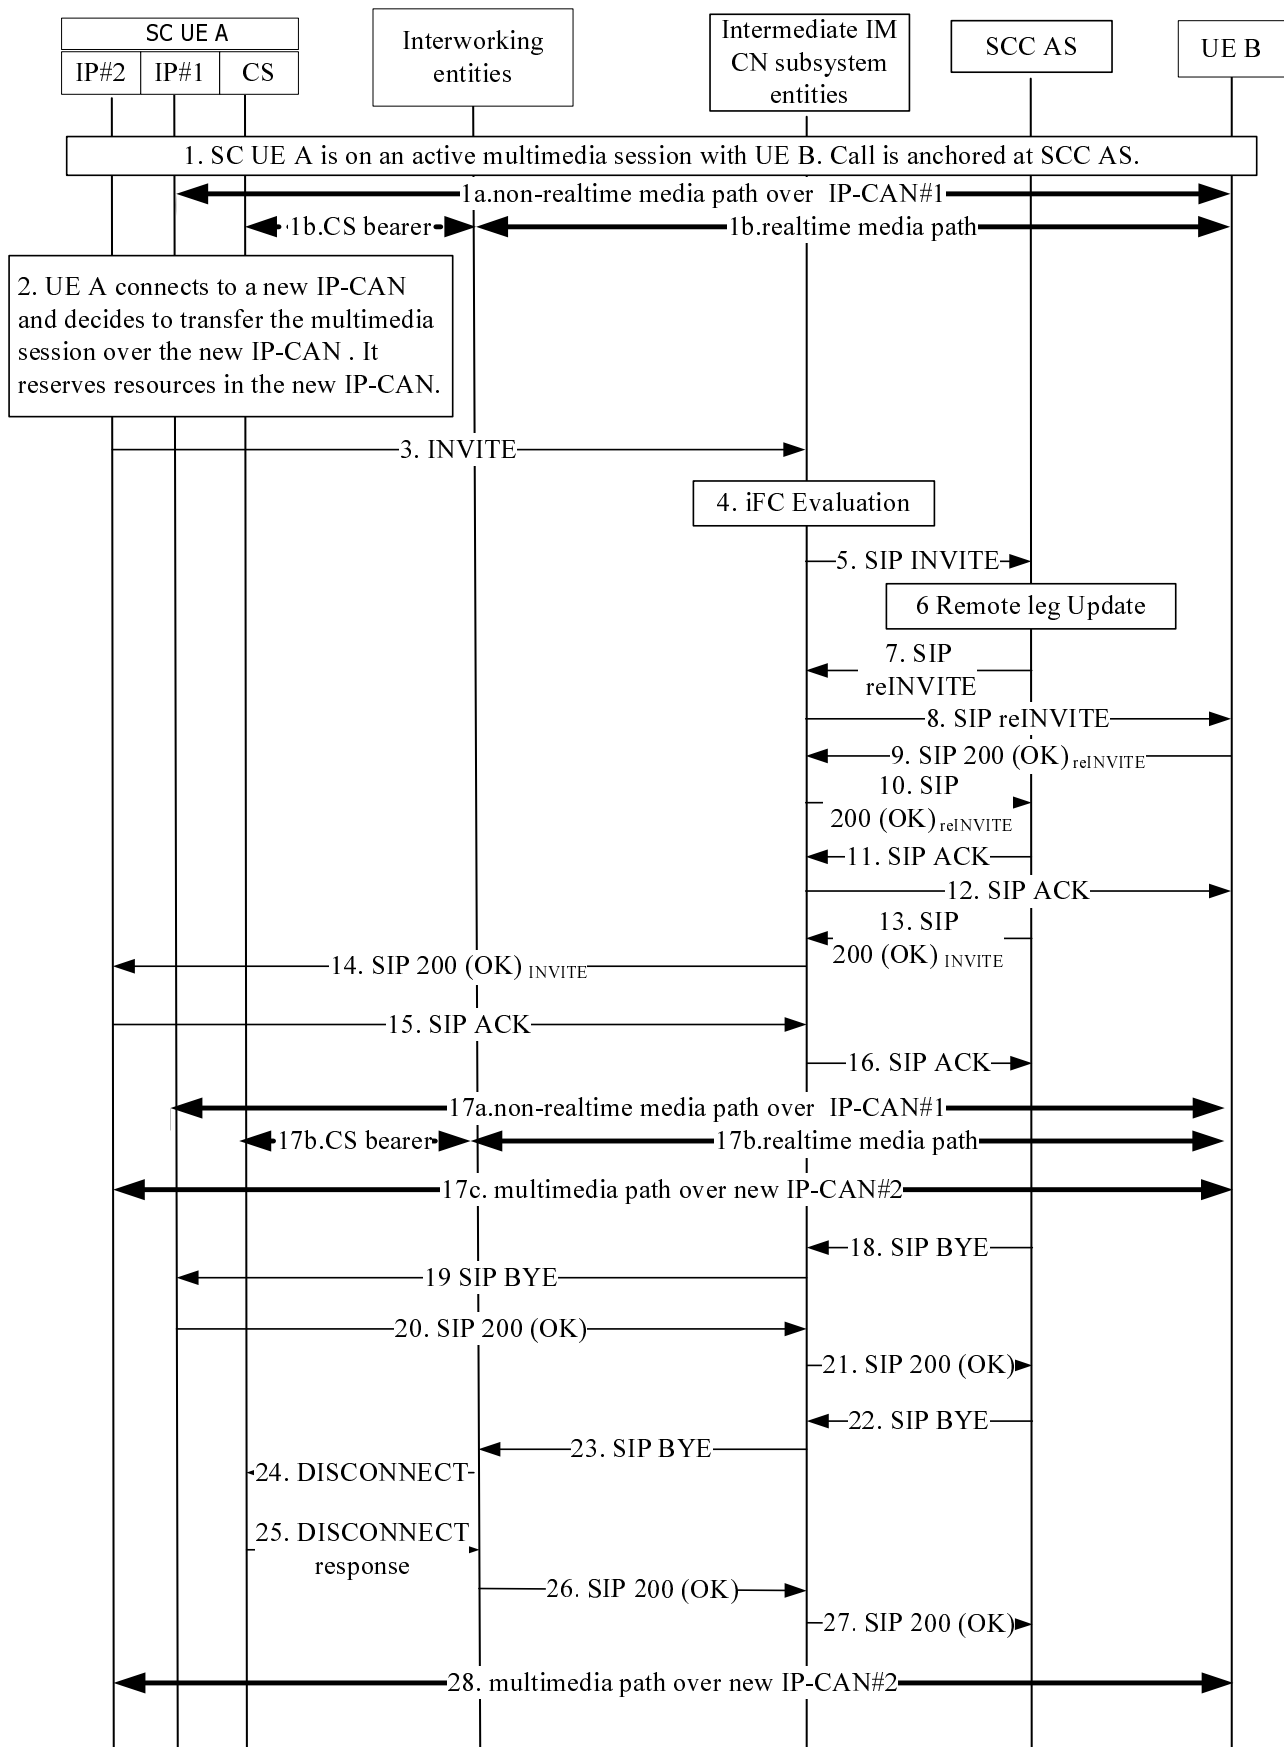 SC UE A
IP#2 IP#1 CS
Interworking
entities
Intermediate IM
CN subsystem
entities
SCC AS
UE B
1. SC UE A is on an active multimedia session with UE B. Call is anchored at SCC AS.
1a.non-realtime media path over IP-CAN#1
1b.CS bearer
1b.realtime media path
2. UE A connects to a new IP-CAN
and decides to transfer the multimedia
session over the new IP-CAN . It
reserves resources in the new IP-CAN.
3. INVITE
4. iFC Evaluation
5. SIP INVITE
6 Remote leg Update
7. SIP
reINVITE
8. SIP reINVITE
9. SIP 200 (OK) reINVITE
10. SIP
200 (OK) reINVITE
11. SIP ACK
12. SIP ACK
13. SIP
200 (OK) INVITE
14. SIP 200 (OK) INVITE
15. SIP ACK
16. SIP ACK
17a.non-realtime media path over IP-CAN#1
17b.CS bearer
17b.realtime media path
17c. multimedia path over new IP-CAN#2
18. SIP BYE
19 SIP BYE
20. SIP 200 (OK)
21. SIP 200 (OK)
22. SIP BYE
23. SIP BYE
24. DISCONNECT
25. DISCONNECT
response
26. SIP 200 (OK)
27. SIP 200 (OK)
28. multimedia path over new IP-CAN#2